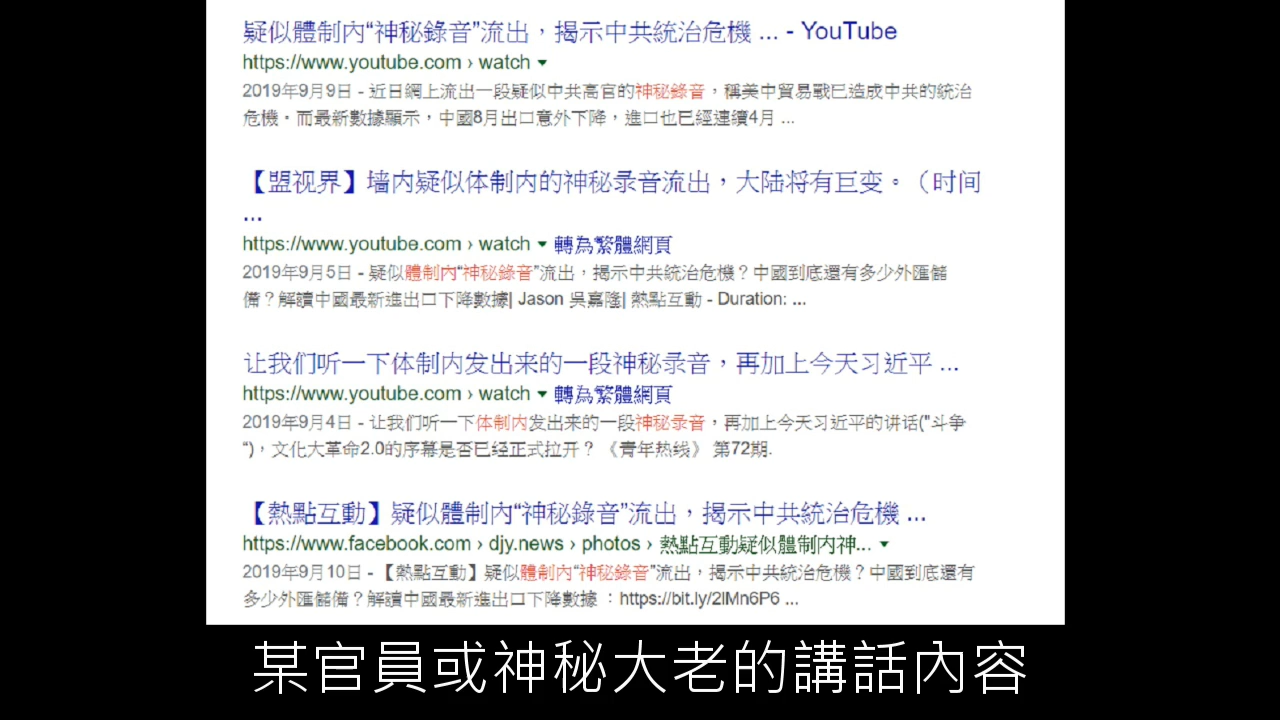 疑似體制內“神秘錄音”流出，揭示中共統治危機 ... - YouTube
https://www.youtube.com › watch ▼
2019年9月9日 - 近日網上流出一段疑似中共高官的神秘錄音，稱美中貿易戰已造成中共的統治
危機。而最新數據顯示，中國8月出口意外下降，進口也已經連續4月 ...
【盟视界】墙内疑似体制内的神秘录音流出，大陆将有巨变。（时间
...
https://www.youtube.com › watch ▼ 轉為繁體網頁
2019年9月5日 - 疑似體制內“神秘錄音”流出，揭示中共統治危機？中國到底還有多少外匯儲
備？解讀中國最新進出口下降數據| Jason 吳嘉隆| 熱點互動 - Duration: ...
让我们听一下体制内发出来的一段神秘录音，再加上今天习近平 ...
https://www.youtube.com › watch ▼ 轉為繁體網頁
2019年9月4日 - 让我们听一下体制内发出来的一段神秘录音，再加上今天习近平的讲话("斗争
“)，文化大革命2.0的序幕是否已经正式拉开？《青年热线》 第72期.
【熱點互動】疑似體制內“神秘錄音”流出，揭示中共統治危機 ...
https://www.facebook.com › djy.news › photos › 熱點互動疑似體制内神... ▼
2019年9月10日 - 【熱點互動】疑似體制內“神秘錄音”流出，揭示中共統治危機？中國到底還有
多少外匯儲備？解讀中國最新進出口下降數據 ：https://bit.ly/2lMn6P6 ...
某官員或神秘大老的講話內容